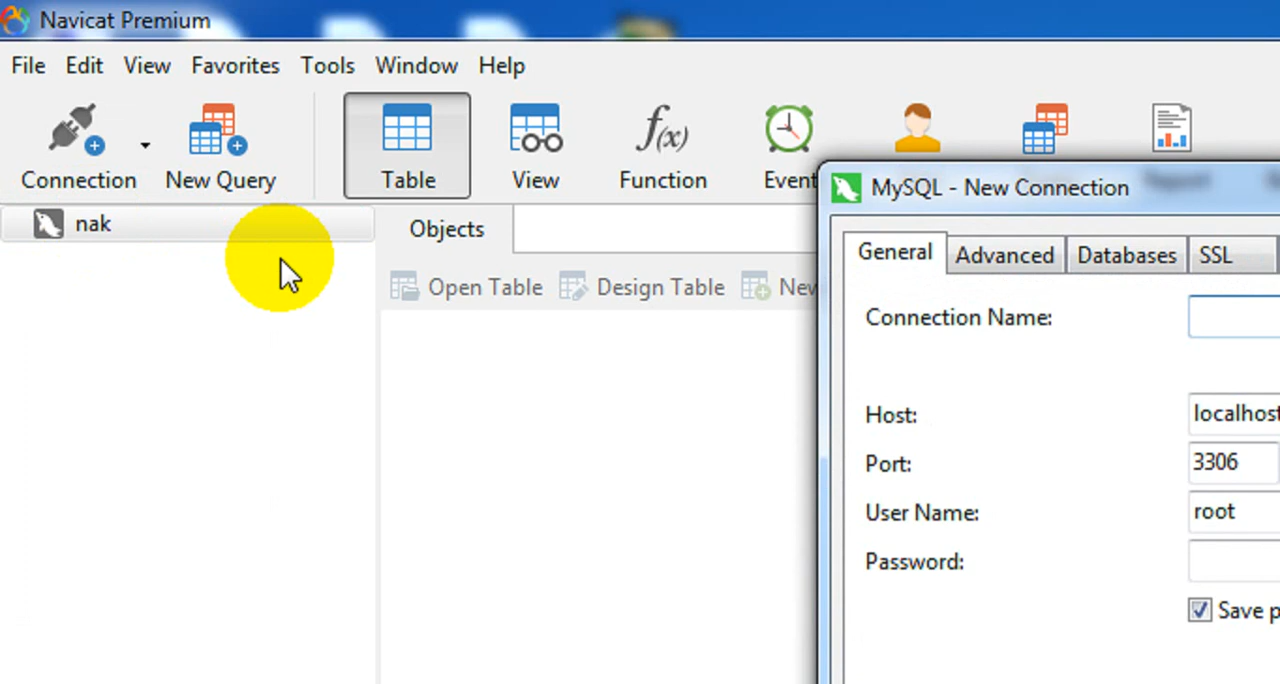 Navicat Premium
File Edit View Favorites Tools Window Help
Connection New Query Table View Function Event
nak
Objects
Open Table Design Table New
MySQL - New Connection
General Advanced Databases SSL
Connection Name:
Host: localhost
Port: 3306
User Name: root
Password:
Save p